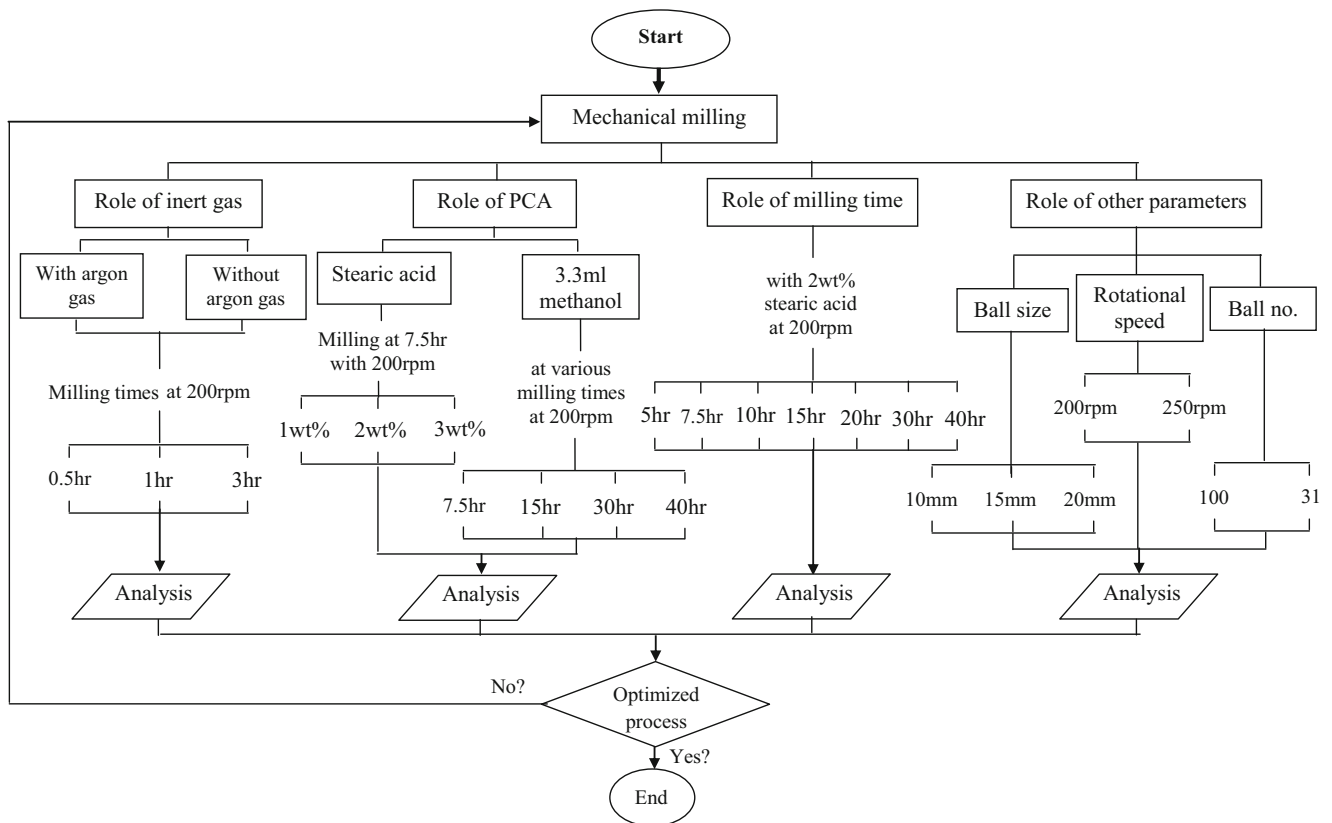 Start
Mechanical milling
Role of inert gas
Role of PCA
Role of milling time
Role of other parameters
With argon
gas
Without
argon gas
Stearic acid
3.3ml
methanol
with 2wt%
stearic acid
at 200rpm
Ball size
Rotational
speed
Ball no.
Milling times at 200rpm
Milling at 7.5hr
with 200rpm
at various
milling times
at 200rpm
0.5hr
1hr
3hr
1wt%
2wt%
3wt%
7.5hr
15hr
30hr
40hr
5hr
7.5hr
10hr
15hr
20hr
30hr
40hr
10mm
15mm
20mm
200rpm
250rpm
100
31
Analysis
Analysis
Analysis
Analysis
No?
Optimized
process
Yes?
End